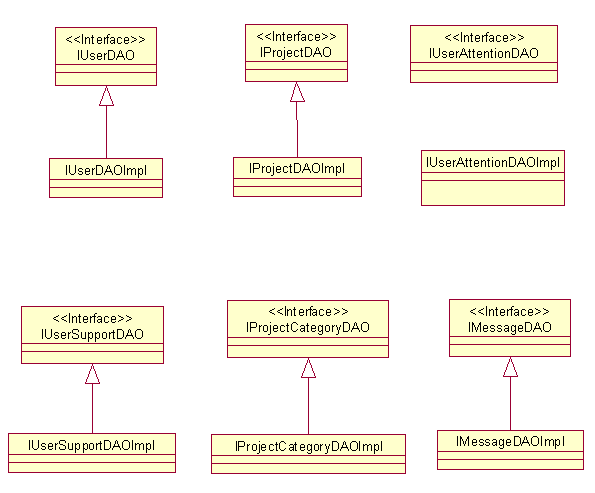 <<Interface>>
IUserDAO
<<Interface>>
IProjectDAO
<<Interface>>
IUserAttentionDAO
IUserDAOImpl
IProjectDAOImpl
IUserAttentionDAOImpl
<<Interface>>
IUserSupportDAO
<<Interface>>
IProjectCategoryDAO
<<Interface>>
IMessageDAO
IUserSupportDAOImpl
IProjectCategoryDAOImpl
IMessageDAOImpl